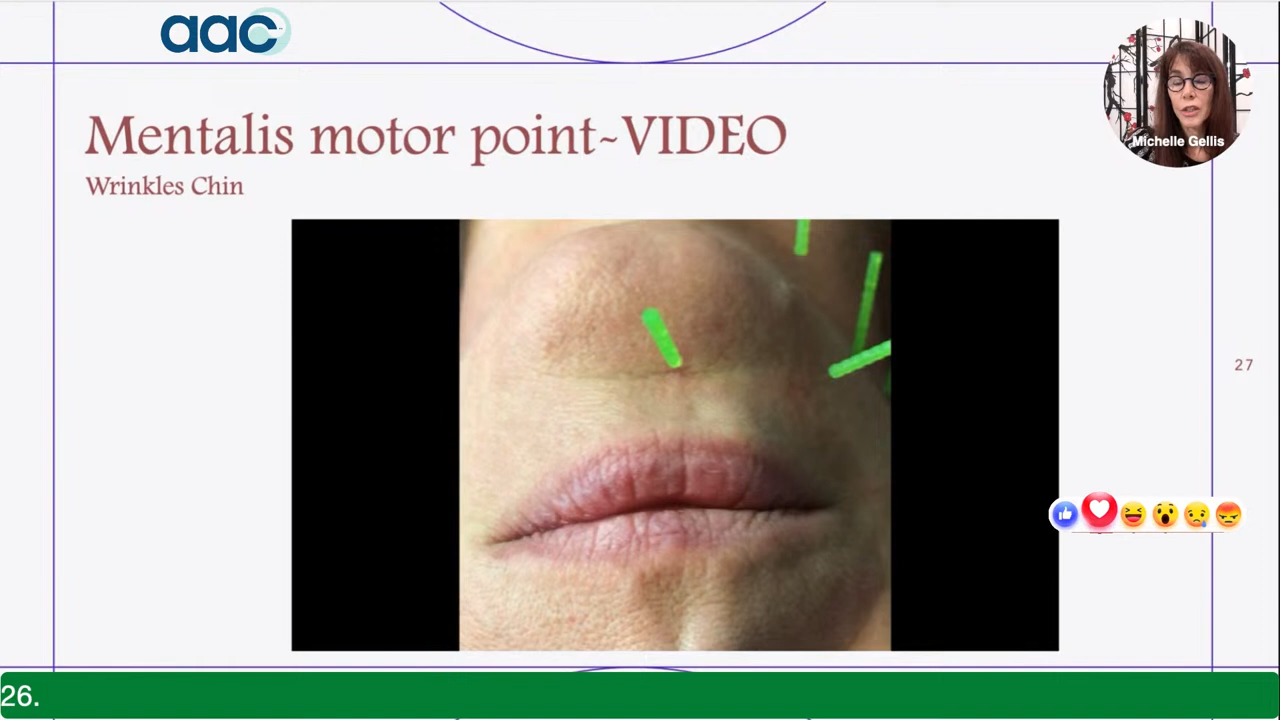 aac
Michelle Gellis
Mentalis motor point~VIDEO
Wrinkles Chin
27
26.